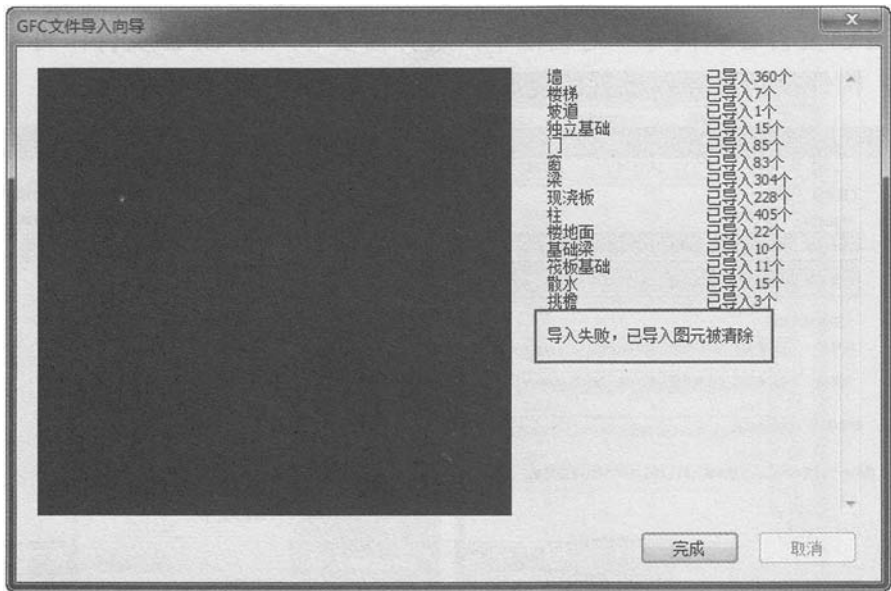 GFC文件导入向导
墙 已导入360个
楼梯 已导入7个
坡道 已导入1个
独立基础 已导入15个
门 已导入85个
窗 已导入83个
梁 已导入304个
现浇板 已导入228个
柱 已导入405个
楼地面 已导入22个
基础梁 已导入10个
筏板基础 已导入11个
散水 已导入15个
挑檐 已导入3个
导入失败，已导入图元被清除
完成 取消